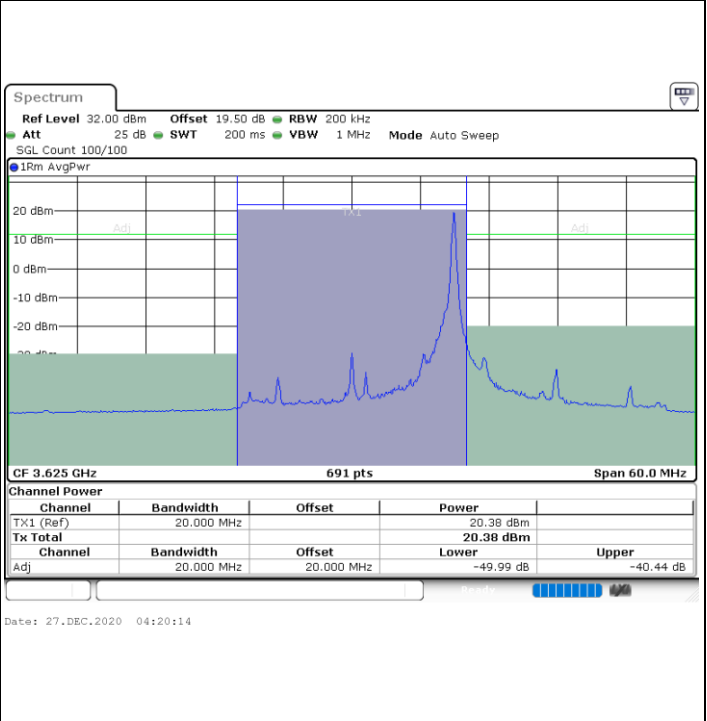 Spectrum
Ref Level 32.00 dBm Offset 19.50 dB RBW 200 kHz
Att 25 dB SWT 200 ms VBW 1 MHz Mode Auto Sweep
SGL Count 100/100
1Rm AvgPwr
20 dBm
TX1
Adj Adj
10 dBm
0 dBm
-10 dBm
-20 dBm
CF 3.625 GHz 691 pts Span 60.0 MHz
Channel Power
Channel Bandwidth Offset Power
TX1 (Ref) 20.000 MHz 20.38 dBm
Tx Total 20.38 dBm
Channel Bandwidth Offset Lower Upper
Adj 20.000 MHz 20.000 MHz -49.99 dB -40.44 dB
Ready
Date: 27.DEC.2020 04:20:14